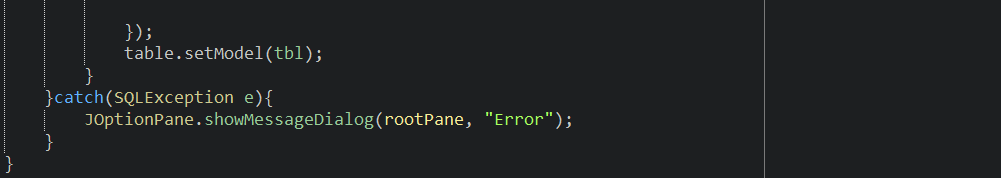 });
table.setModel(tbl);
}
}catch(SQLException e){
JOptionPane.showMessageDialog(rootPane, "Error");
}
}